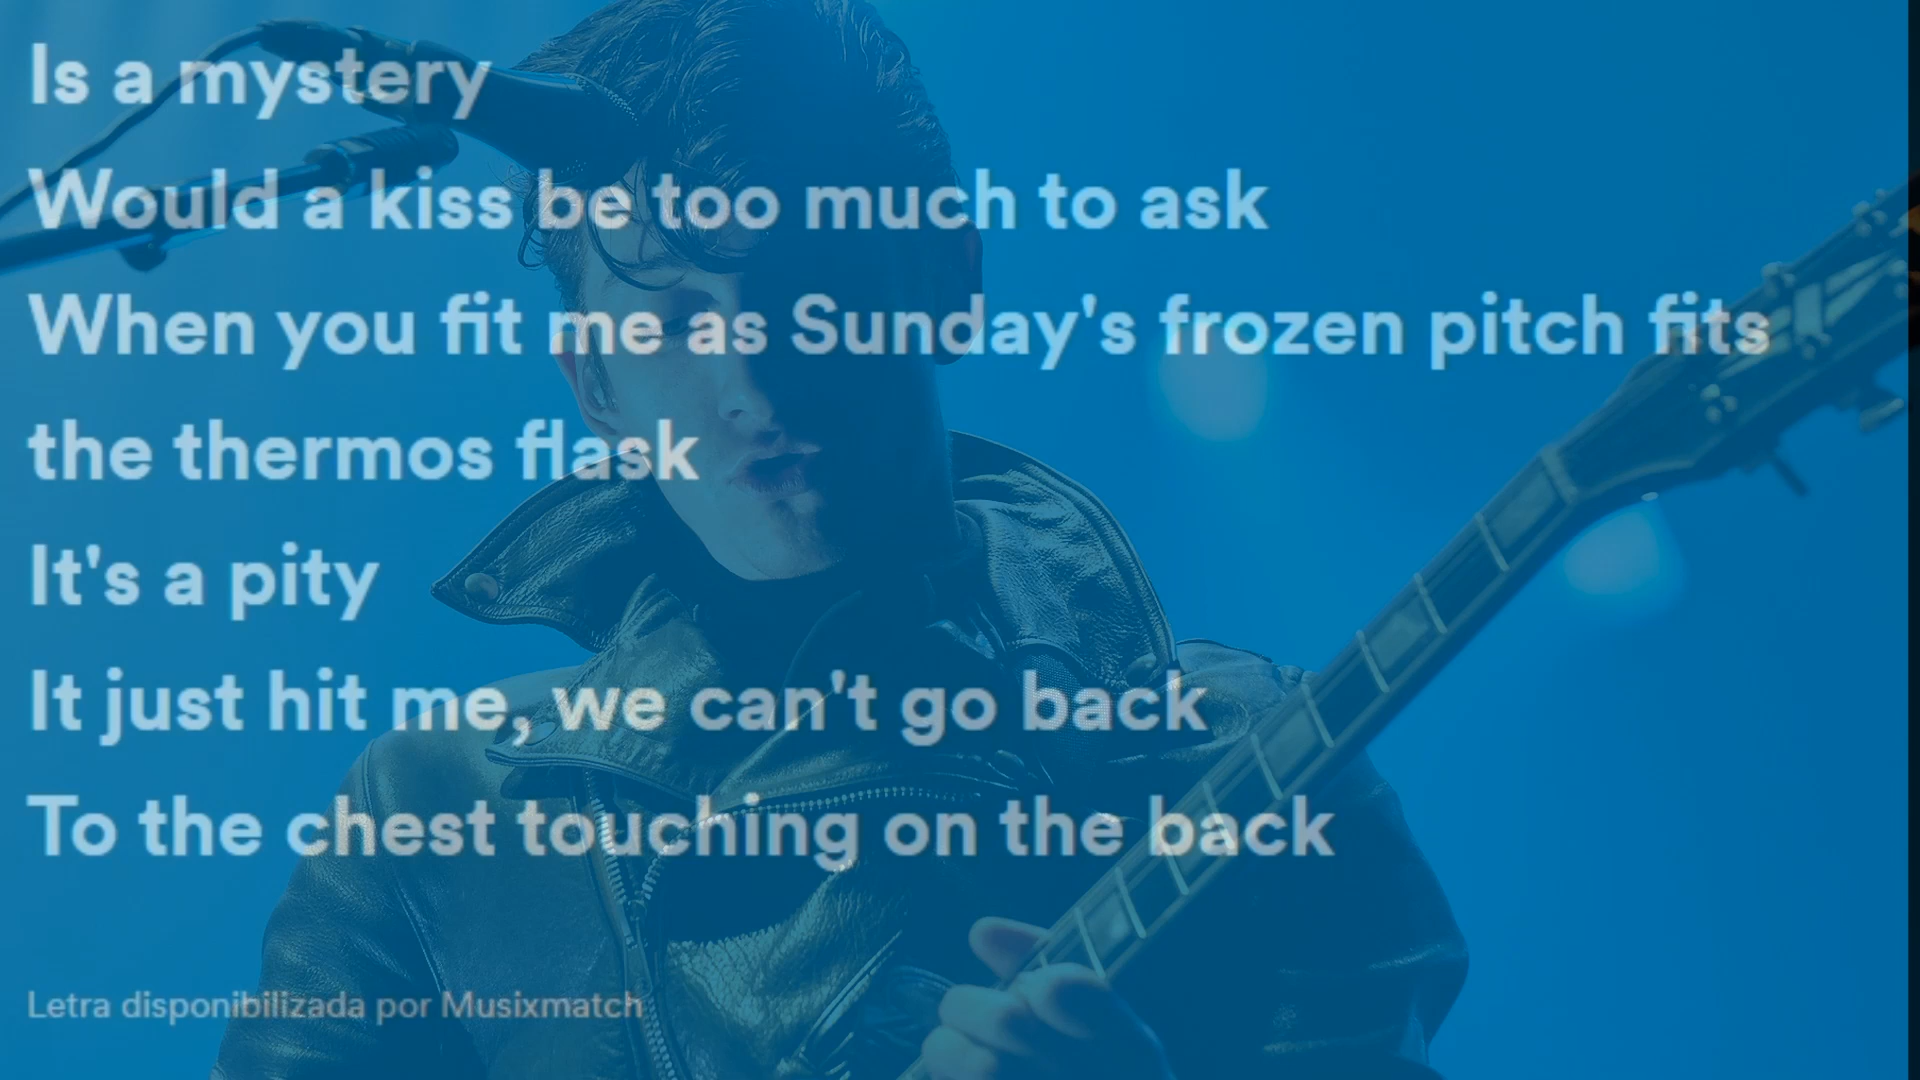 Is a mystery
Would a kiss be too much to ask
When you fit me as Sunday's frozen pitch fits
the thermos flask
It's a pity
It just hit me, we can't go back
To the chest touching on the back
Letra disponibilizada por Musixmatch